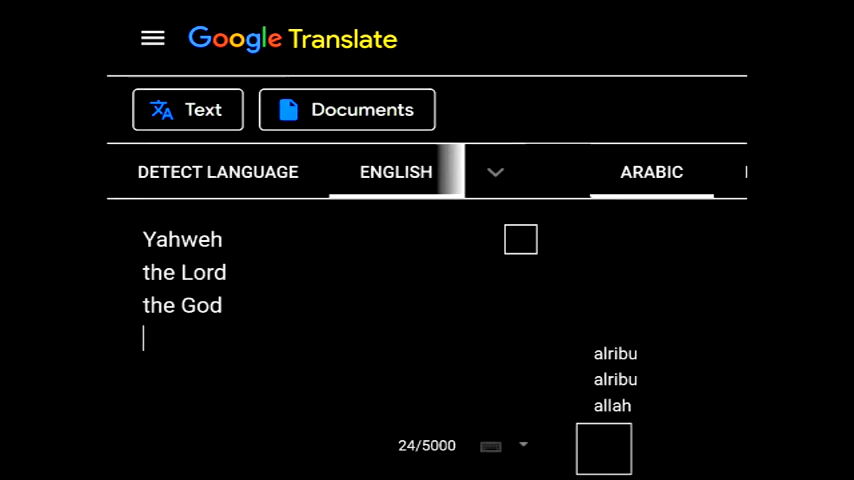 Google Translate
Text
Documents
DETECT LANGUAGE
ENGLISH
ARABIC
Yahweh
the Lord
the God
alribu
alribu
allah
24/5000